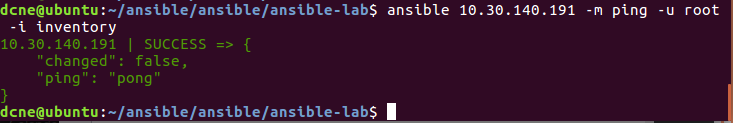 dcne@ubuntu:~/ansible/ansible/ansible-lab$ ansible 10.30.140.191 -m ping -u root
 -i inventory
10.30.140.191 | SUCCESS => {
    "changed": false,
    "ping": "pong"
}
dcne@ubuntu:~/ansible/ansible/ansible-lab$